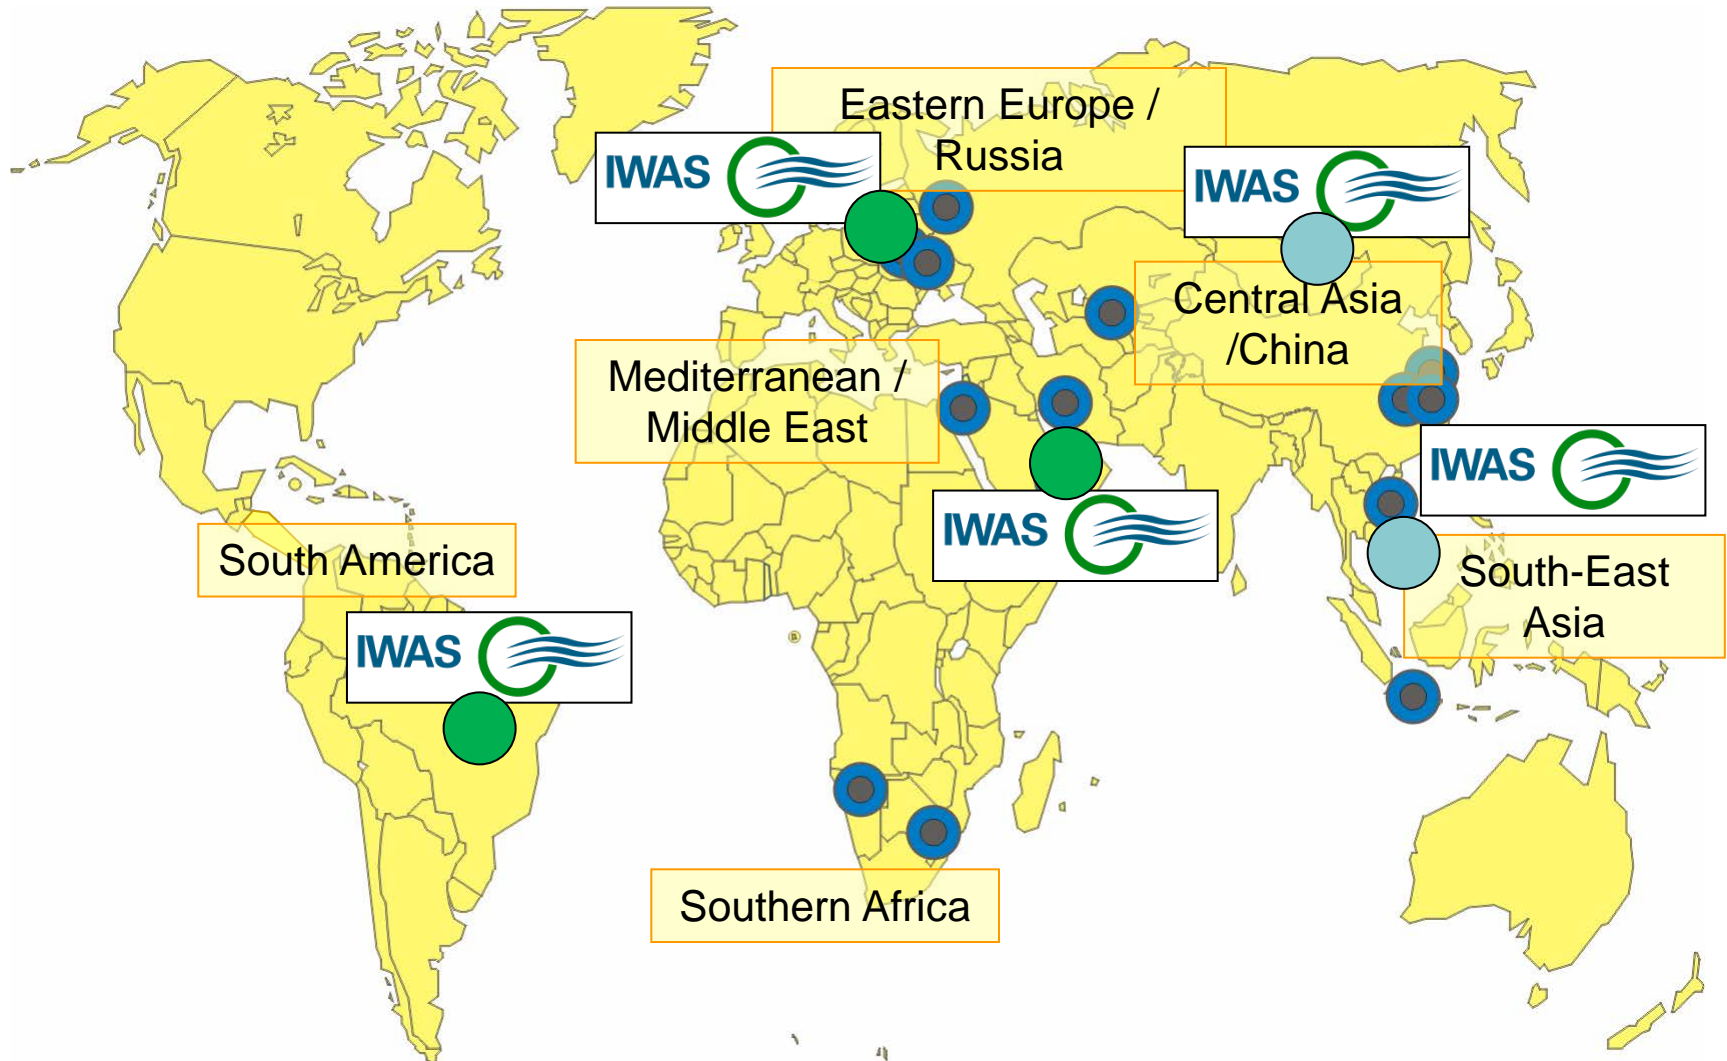 Eastern Europe /
Russia
IWAS
IWAS
Central Asia
/China
Mediterranean /
Middle East
IWAS
IWAS
South America
South-East
Asia
IWAS
Southern Africa